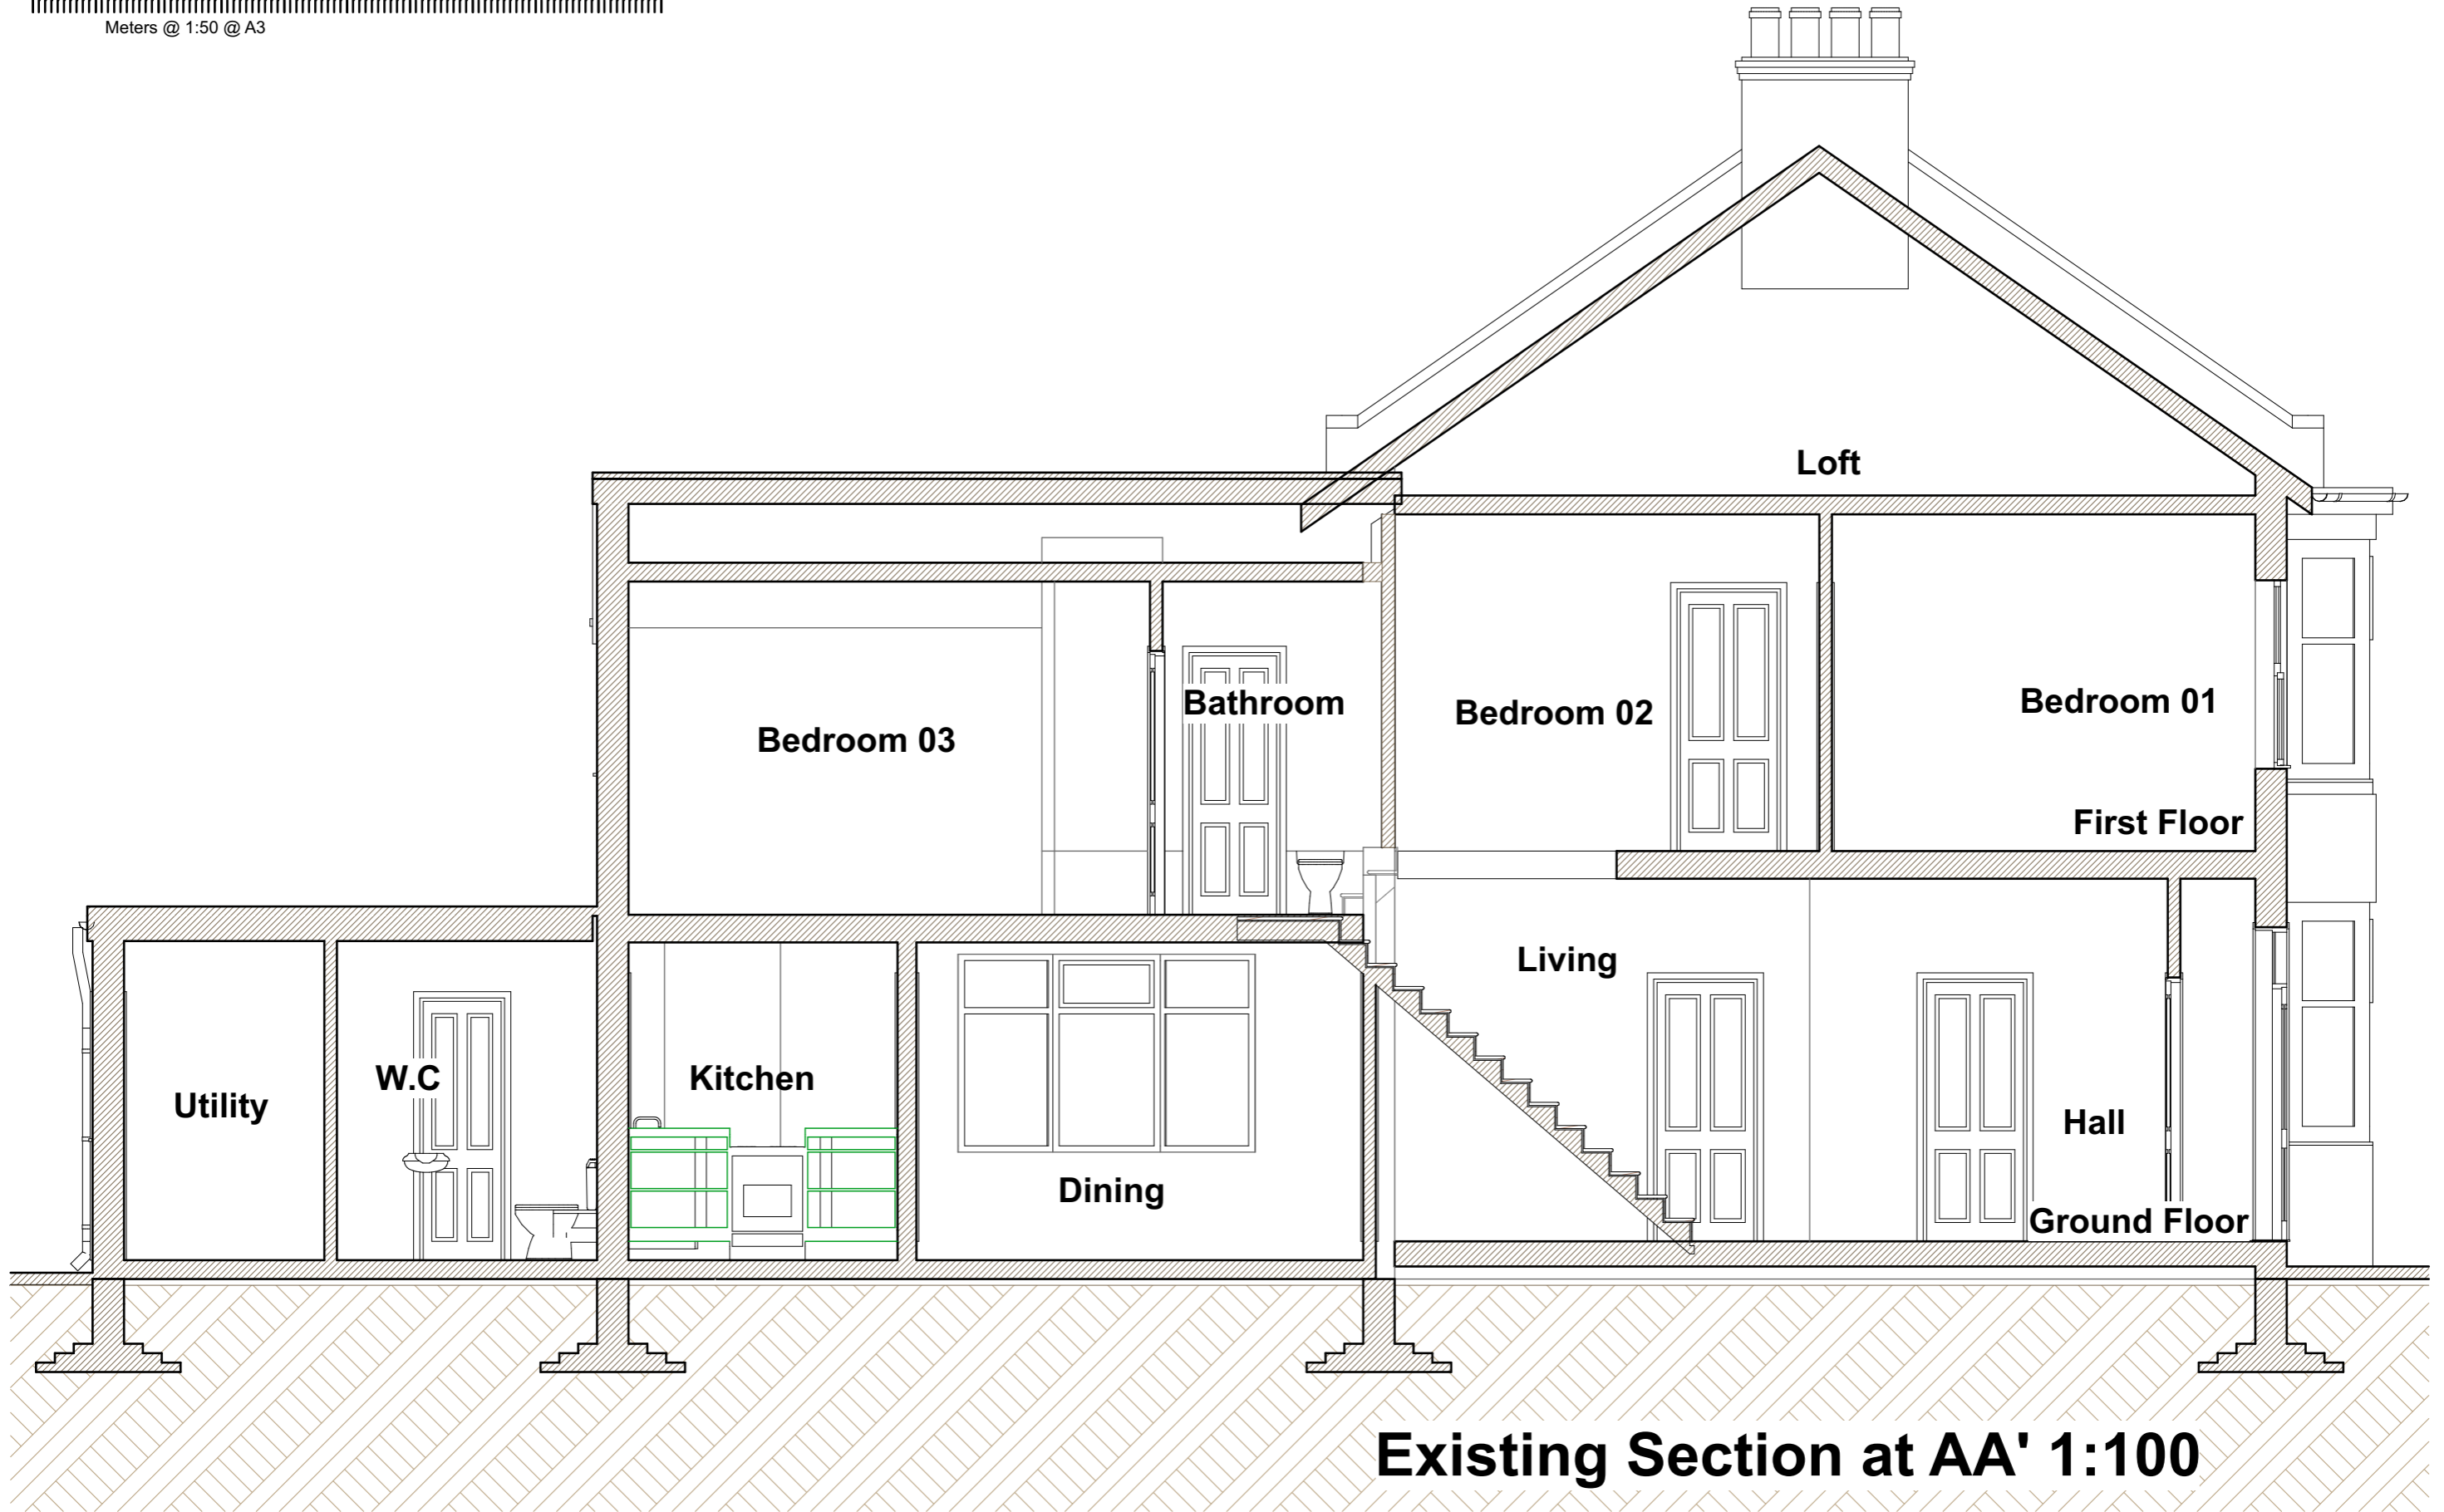 Meters @ 1:50 @ A3
Loft
Bathroom
Bedroom 03
Bedroom 02
Bedroom 01
First Floor
Living
Utility
W.C
Kitchen
Dining
Hall
Ground Floor
Existing Section at AA' 1:100